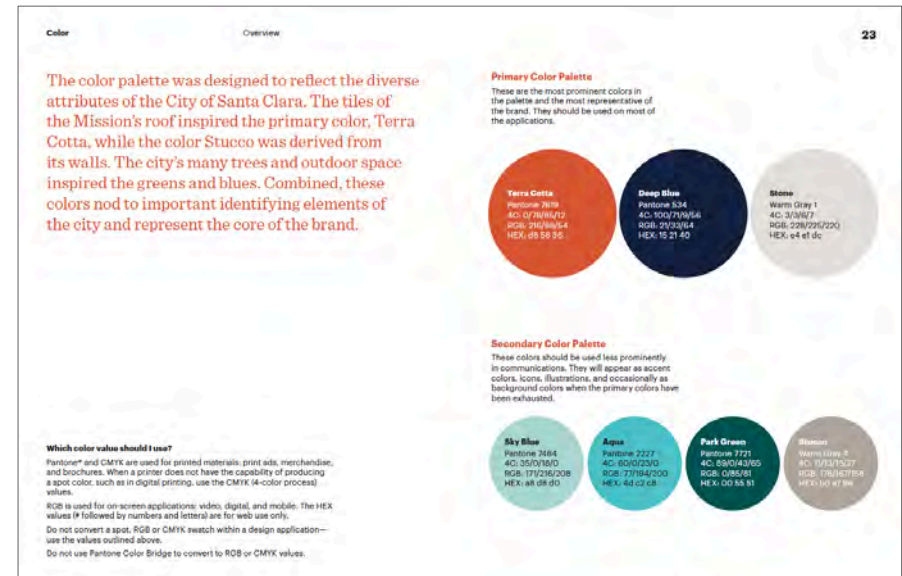 Color
Overview
23
The color palette was designed to reflect the diverse
attributes of the City of Santa Clara. The tiles of
the Mission's roof inspired the primary color, Terra
Cotta, while the color Stucco was derived from
its walls. The city's many trees and outdoor space
inspired the greens and blues. Combined, these
colors nod to important identifying elements of
the city and represent the core of the brand.
Primary Color Palette
These are the most prominent colors in
the palette and the most representative of
the brand. They should be used on most of
the applications.
Terra Cotta
Pantone 7619
4C: 0/78/85/12
RGB: 216/88/54
HEX: d8 58 36
Deep Blue
Pantone 534
4C: 100/71/9/56
RGB: 21/33/64
HEX: 15 21 40
Stone
Warm Gray 1
4C: 3/3/6/7
RGB: 228/225/220
HEX: e4 e1 dc
Secondary Color Palette
These colors should be used less prominently
in communications. They will appear as accent
colors, icons, illustrations, and occasionally as
background colors when the primary colors have
been exhausted.
Sky Blue
Pantone 7464
4C: 35/0/18/0
RGB: 171/216/208
HEX: a8 d8 d0
Aqua
Pantone 2227
4C: 60/0/23/0
RGB: 77/194/200
HEX: 4d c2 c8
Park Green
Pantone 7721
4C: 89/0/43/65
RGB: 0/85/81
HEX: 00 55 51
Warm Gray
4C: 11/13/15/27
RGB: 176/167/158
HEX: b0 a7
Which color value should I use?
Pantone® and CMYK are used for printed materials: print ads, merchandise,
and brochures. When a printer does not have the capability of producing
a spot color, such as in digital printing, use the CMYK (4-color process)
values.
RGB is used for on-screen applications: video, digital, and mobile. The HEX
values (# followed by numbers and letters) are for web use only.
Do not convert a spot, RGB or CMYK swatch within a design application—
use the values outlined above.
Do not use Pantone Color Bridge to convert to RGB or CMYK values.